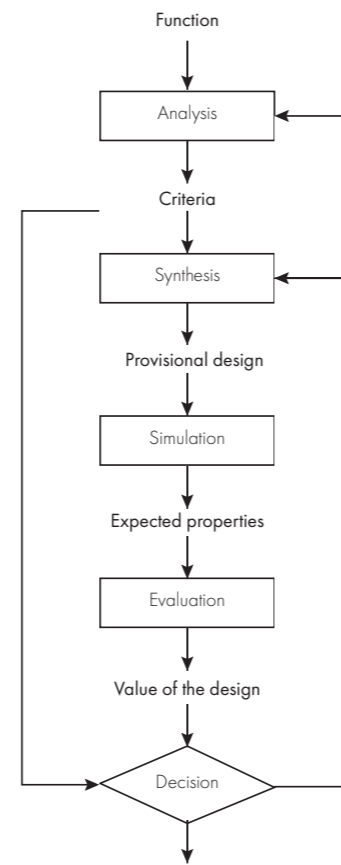 Function
Analysis
Criteria
Synthesis
Provisional design
Simulation
Expected properties
Evaluation
Value of the design
Decision